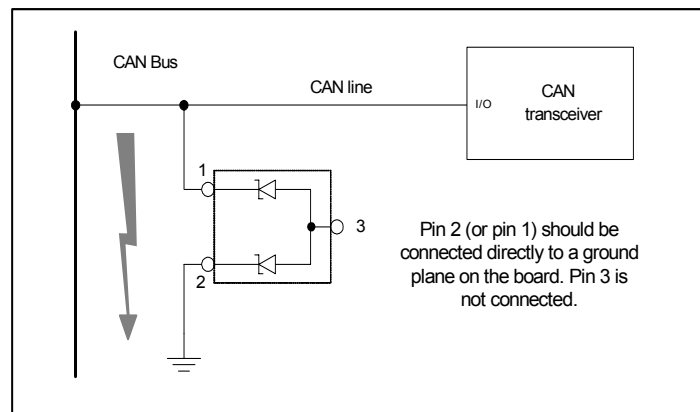 CAN Bus
CAN line
I/O
CAN
transceiver
1
3
2
Pin 2 (or pin 1) should be
connected directly to a ground
plane on the board. Pin 3 is
not connected.